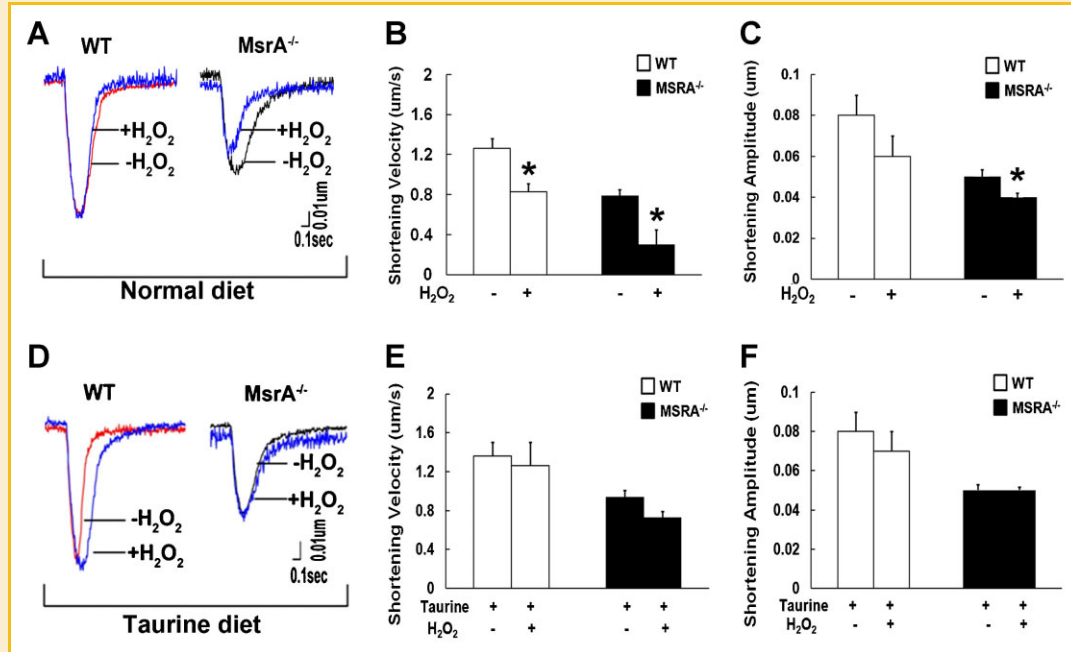 A
WT
MsrA⁻/⁻
+H₂O₂
-H₂O₂
+H₂O₂
-H₂O₂
0.01um
0.1sec
Normal diet
B
WT
MSRA⁻/⁻
Shortening Velocity (um/s)
2
1.6
1.2
0.8
0.4
0
*
*
H₂O₂ - + - +
C
WT
MSRA⁻/⁻
Shortening Amplitude (um)
0.1
0.08
0.06
0.04
0.02
0
*
H₂O₂ - + - +
D
WT
MsrA⁻/⁻
-H₂O₂
+H₂O₂
-H₂O₂
+H₂O₂
0.01um
0.1sec
Taurine diet
E
WT
MSRA⁻/⁻
Shortening Velocity (um/s)
2
1.6
1.2
0.8
0.4
0
Taurine + + + +
H₂O₂ - + - +
F
WT
MSRA⁻/⁻
Shortening Amplitude (um)
0.1
0.08
0.06
0.04
0.02
0
Taurine + + + +
H₂O₂ - + - +